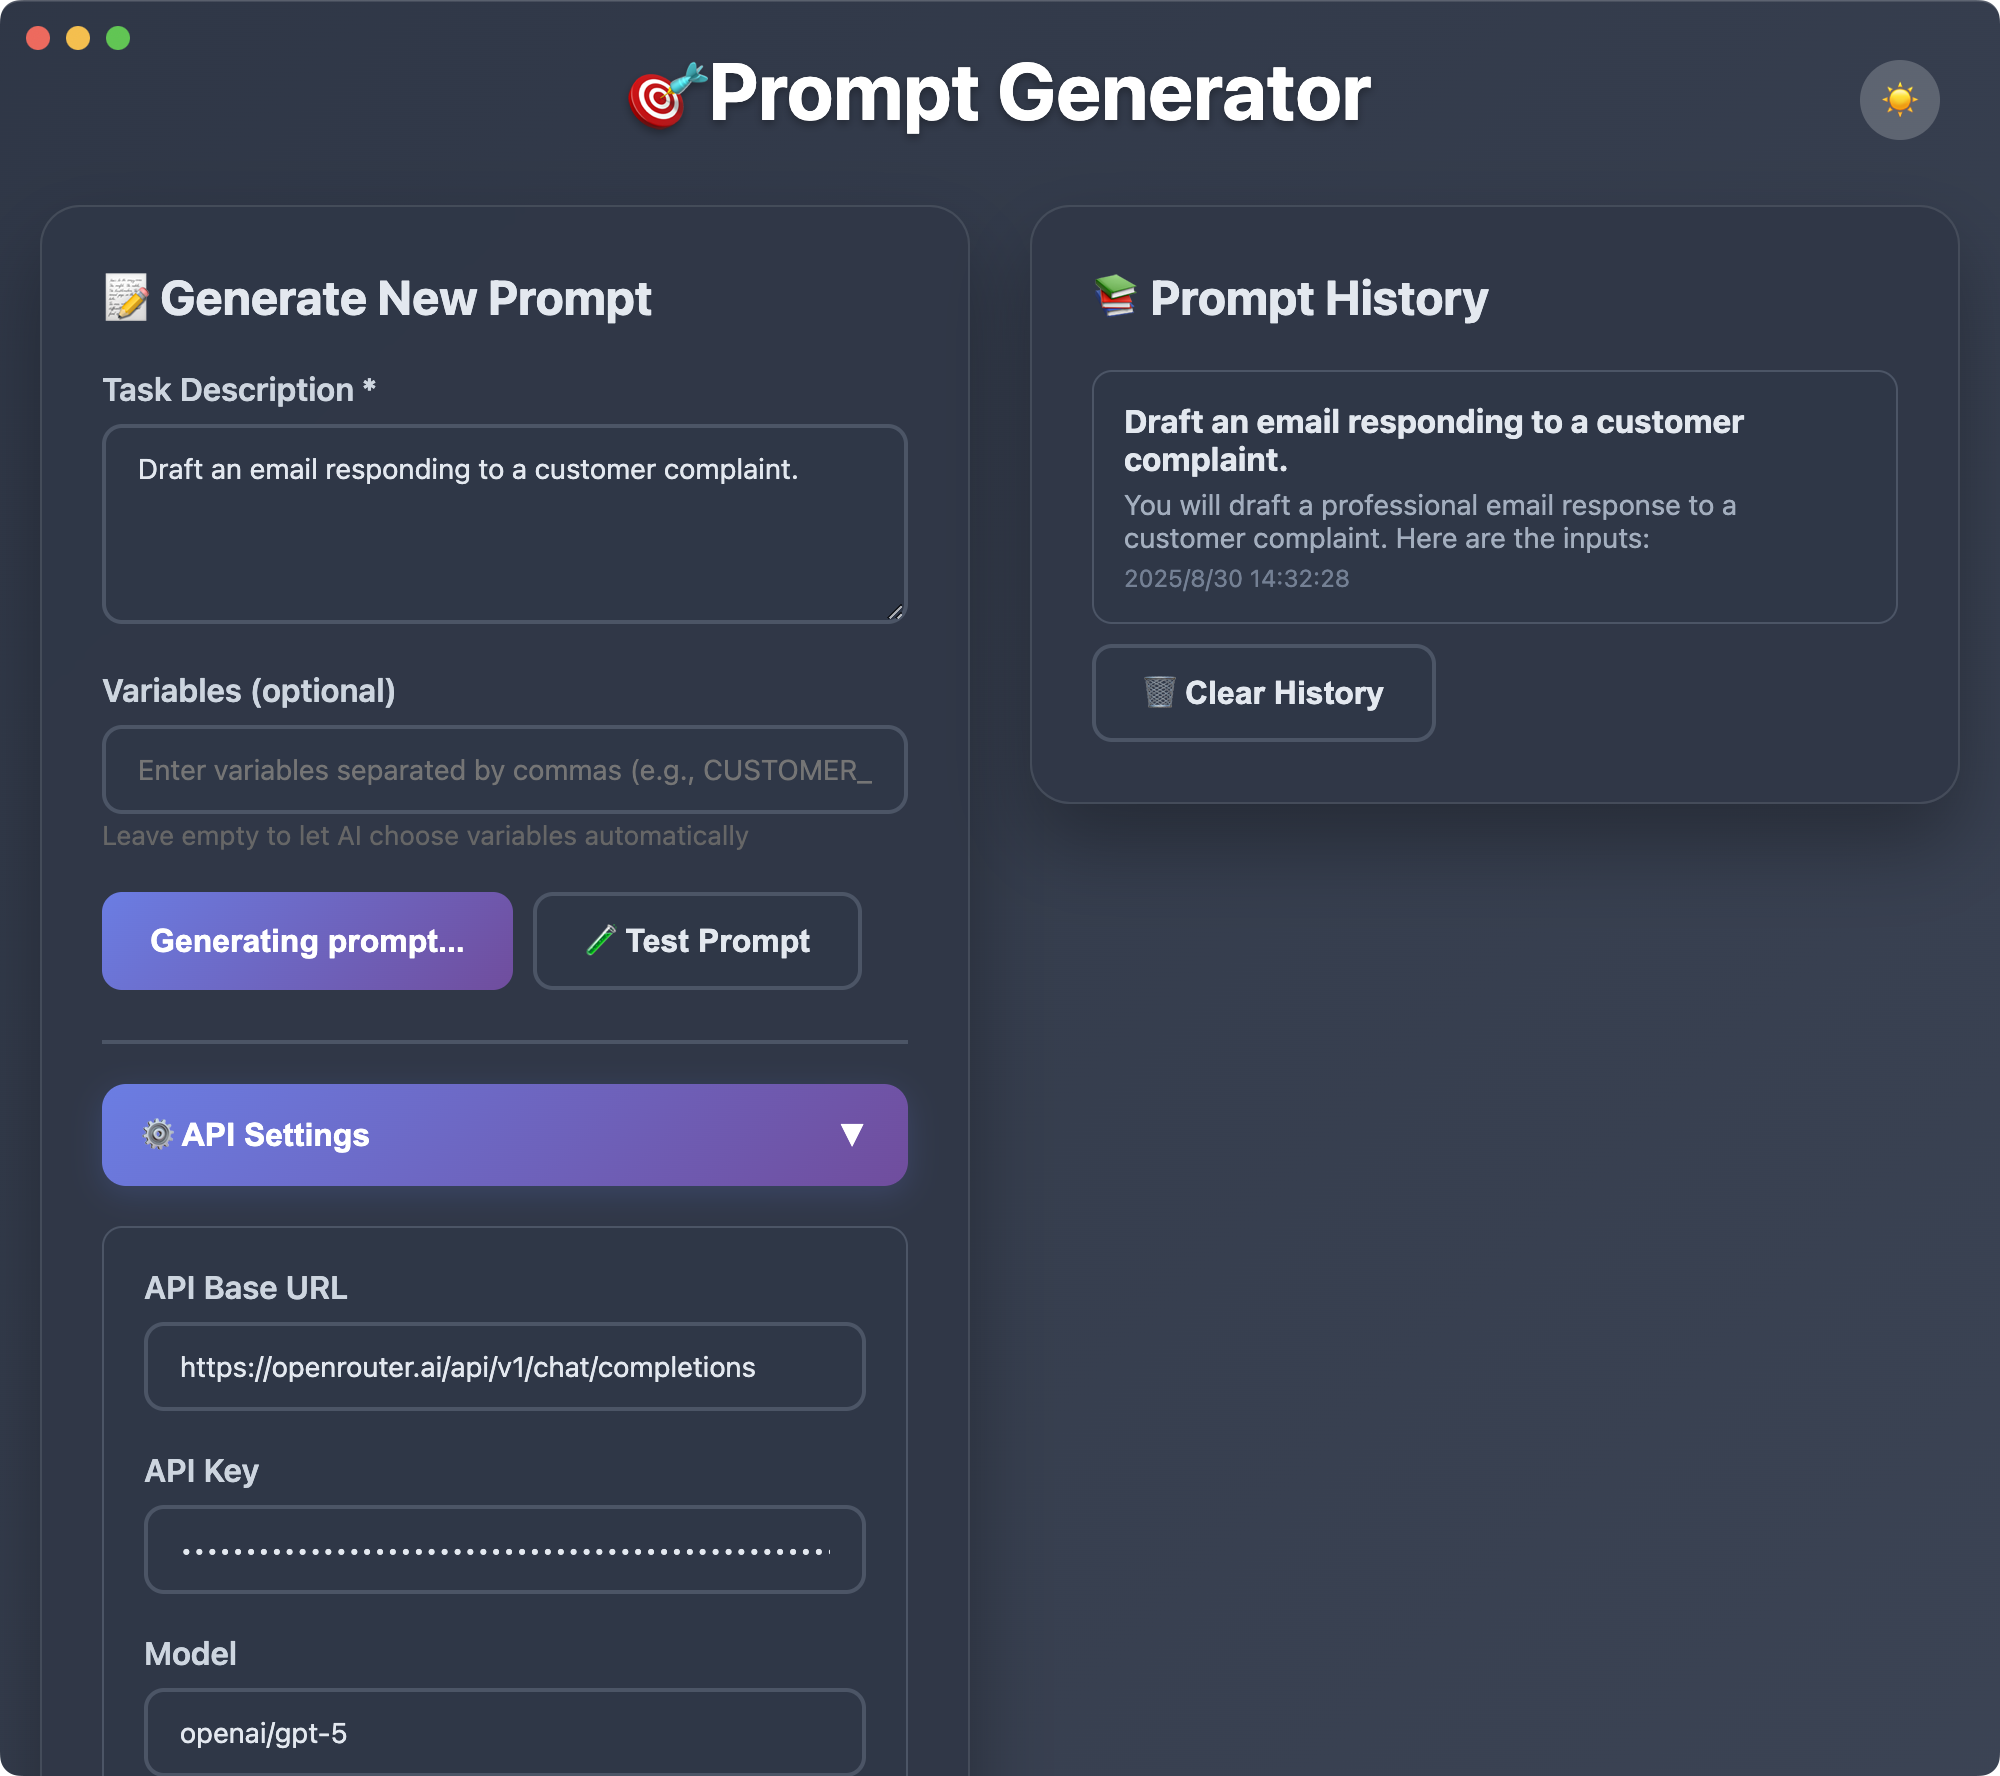 Prompt Generator
Generate New Prompt
Task Description *
Draft an email responding to a customer complaint.
Variables (optional)
Enter variables separated by commas (e.g., CUSTOMER_
Leave empty to let AI choose variables automatically
Generating prompt...
Test Prompt
API Settings
API Base URL
https://openrouter.ai/api/v1/chat/completions
API Key
Model
openai/gpt-5
Prompt History
Draft an email responding to a customer
complaint.
You will draft a professional email response to a
customer complaint. Here are the inputs:
2025/8/30 14:32:28
Clear History